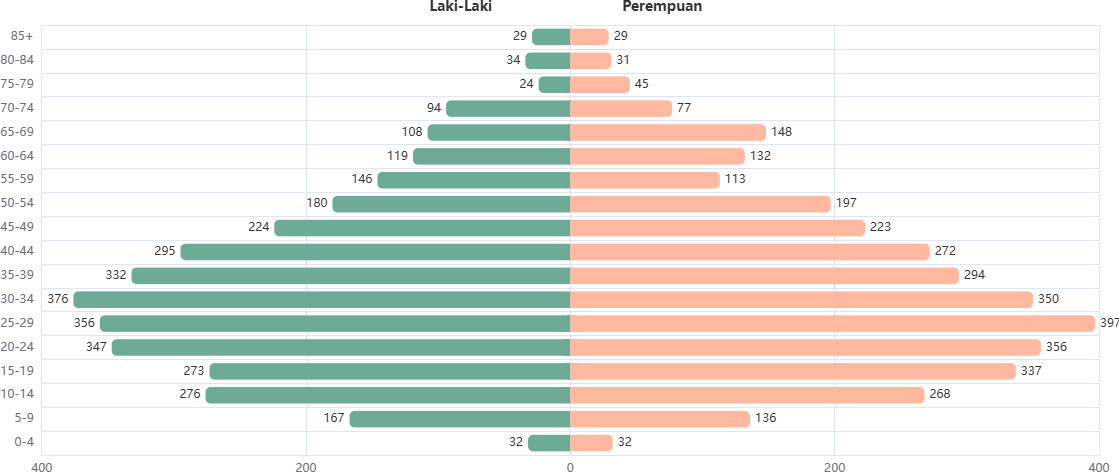 Laki-Laki Perempuan
85+ 29 29
80-84 34 31
75-79 24 45
70-74 94 77
65-69 108 148
60-64 119 132
55-59 146 113
50-54 180 197
45-49 224 223
40-44 295 272
35-39 332 294
30-34 376 350
25-29 356 397
20-24 347 356
15-19 273 337
10-14 276 268
5-9 167 136
0-4 32 32
400 200 0 200 400